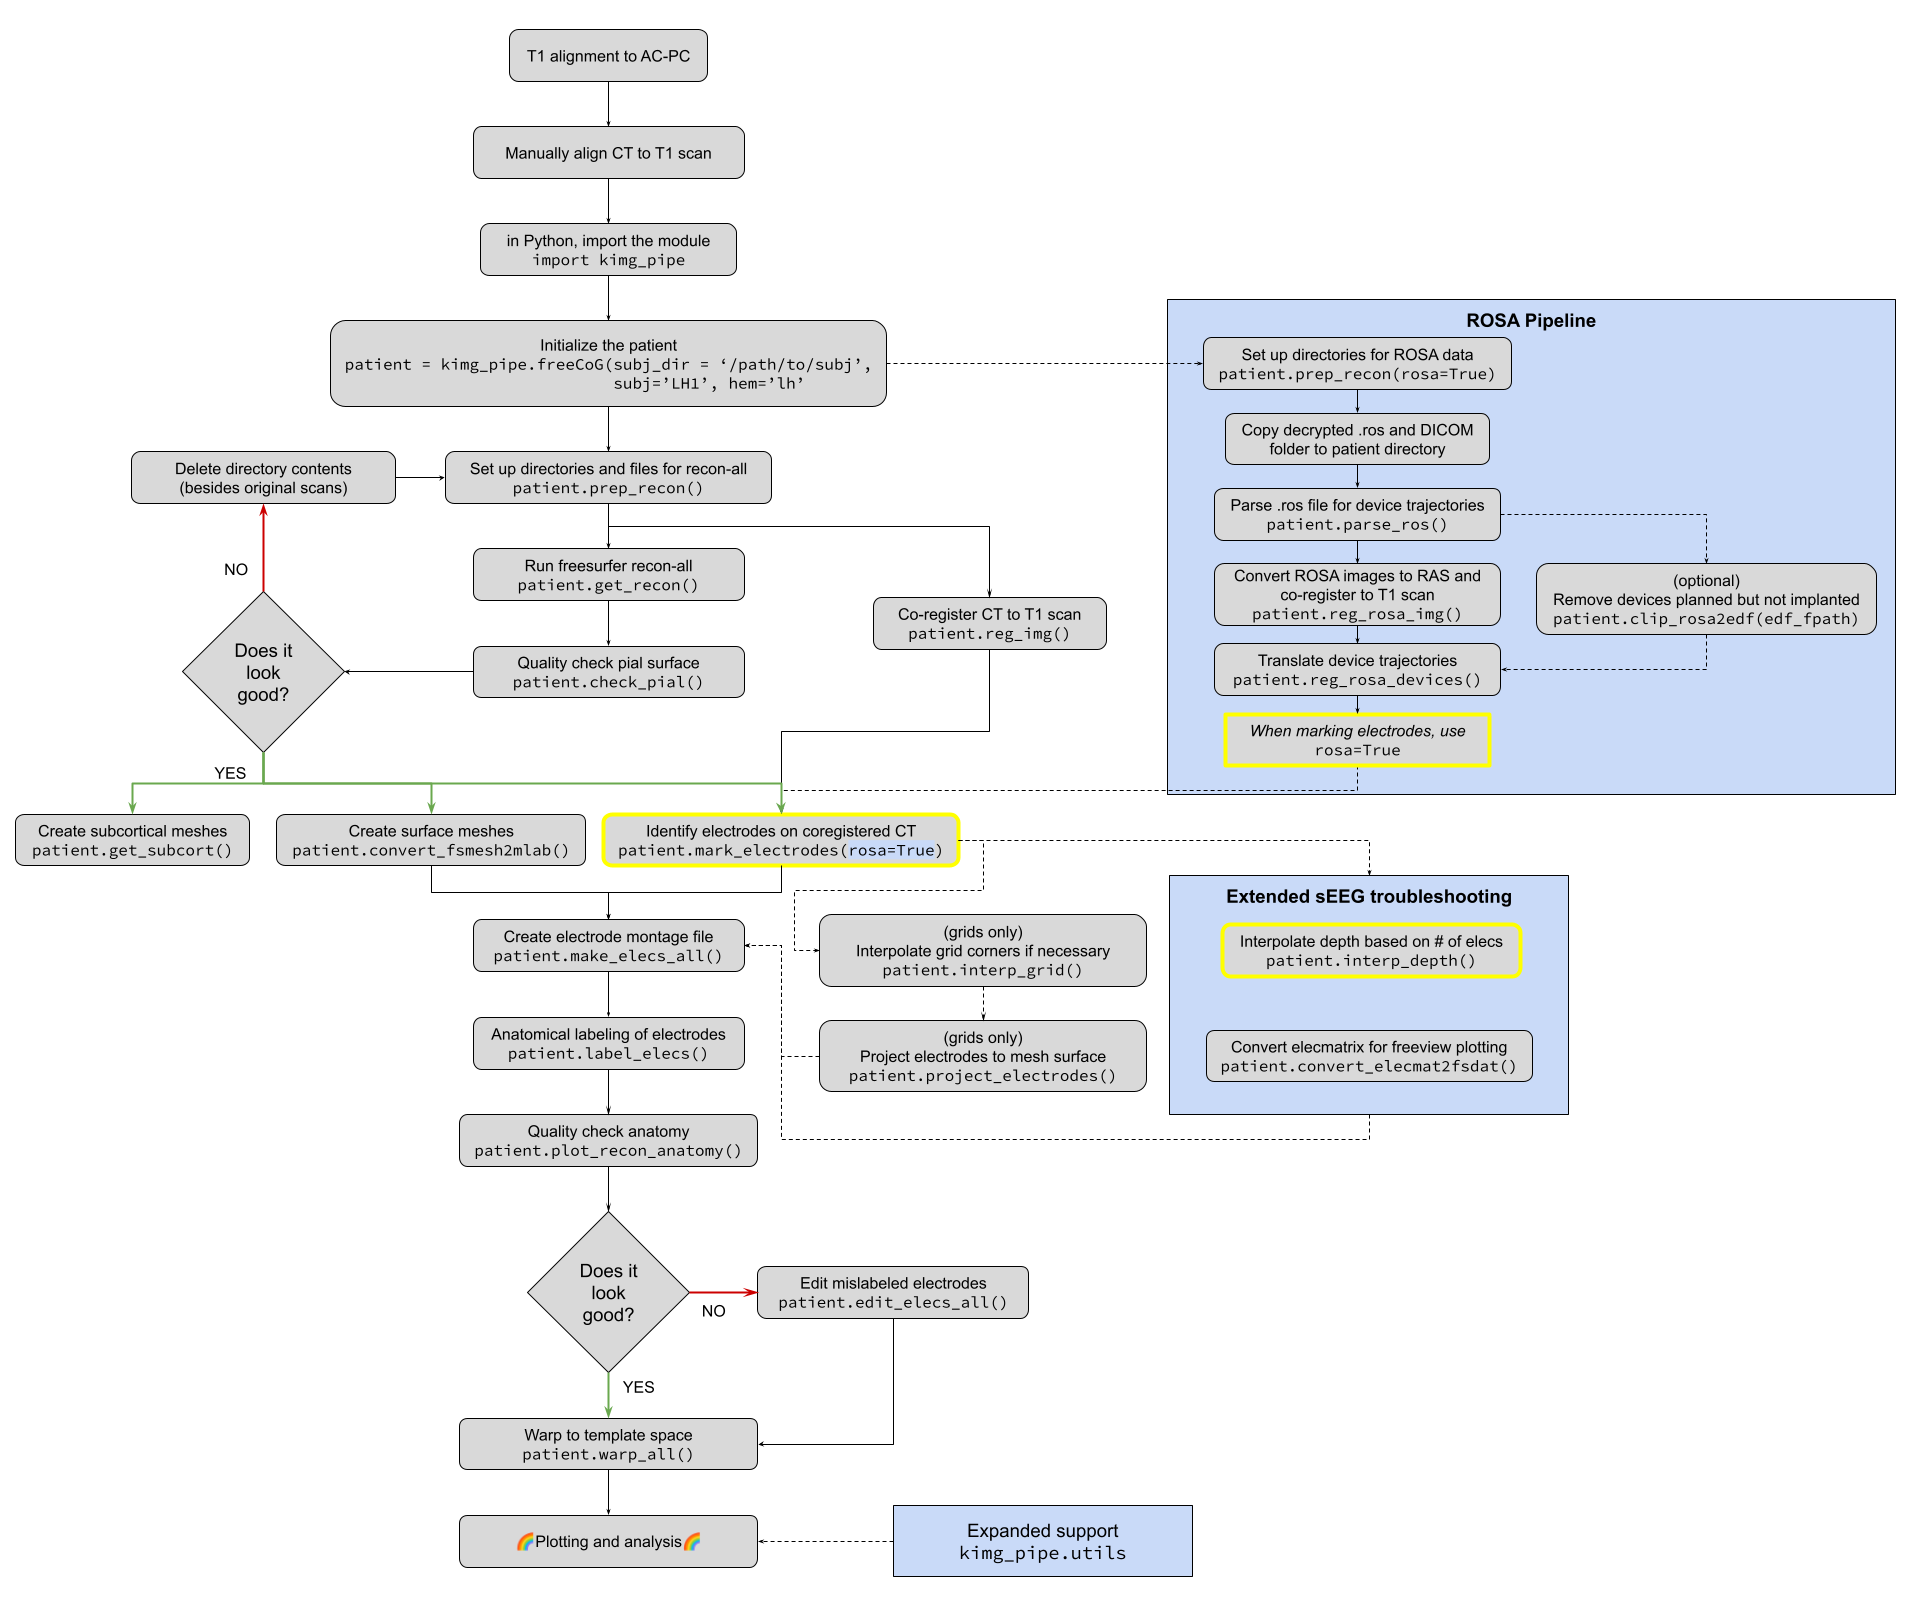 T1 alignment to AC-PC
Manually align CT to T1 scan
in Python, import the module
import kimg_pipe
Initialize the patient
patient = kimg_pipe.freeCoG(subj_dir = ‘/path/to/subj’,
subj=’LH1’, hem=’lh’
ROSA Pipeline
Set up directories for ROSA data
patient.prep_recon(rosa=True)
Copy decrypted .ros and DICOM
folder to patient directory
Parse .ros file for device trajectories
patient.parse_ros()
Convert ROSA images to RAS and
co-register to T1 scan
patient.reg_rosa_img()
(optional)
Remove devices planned but not implanted
patient.clip_rosa2edf(edf_fpath)
Translate device trajectories
patient.reg_rosa_devices()
When marking electrodes, use
rosa=True
Delete directory contents
(besides original scans)
Set up directories and files for recon-all
patient.prep_recon()
Run freesurfer recon-all
patient.get_recon()
Co-register CT to T1 scan
patient.reg_img()
Quality check pial surface
patient.check_pial()
NO
Does it
look
good?
YES
Create subcortical meshes
patient.get_subcort()
Create surface meshes
patient.convert_fsmesh2mlab()
Identify electrodes on coregistered CT
patient.mark_electrodes(rosa=True)
Extended sEEG troubleshooting
Interpolate depth based on # of elecs
patient.interp_depth()
Convert elecmatrix for freeview plotting
patient.convert_elecmat2fsdat()
Create electrode montage file
patient.make_elecs_all()
(grids only)
Interpolate grid corners if necessary
patient.interp_grid()
(grids only)
Project electrodes to mesh surface
patient.project_electrodes()
Anatomical labeling of electrodes
patient.label_elecs()
Quality check anatomy
patient.plot_recon_anatomy()
Does it
look
good?
NO
Edit mislabeled electrodes
patient.edit_elecs_all()
YES
Warp to template space
patient.warp_all()
🌈Plotting and analysis🌈
Expanded support
kimg_pipe.utils